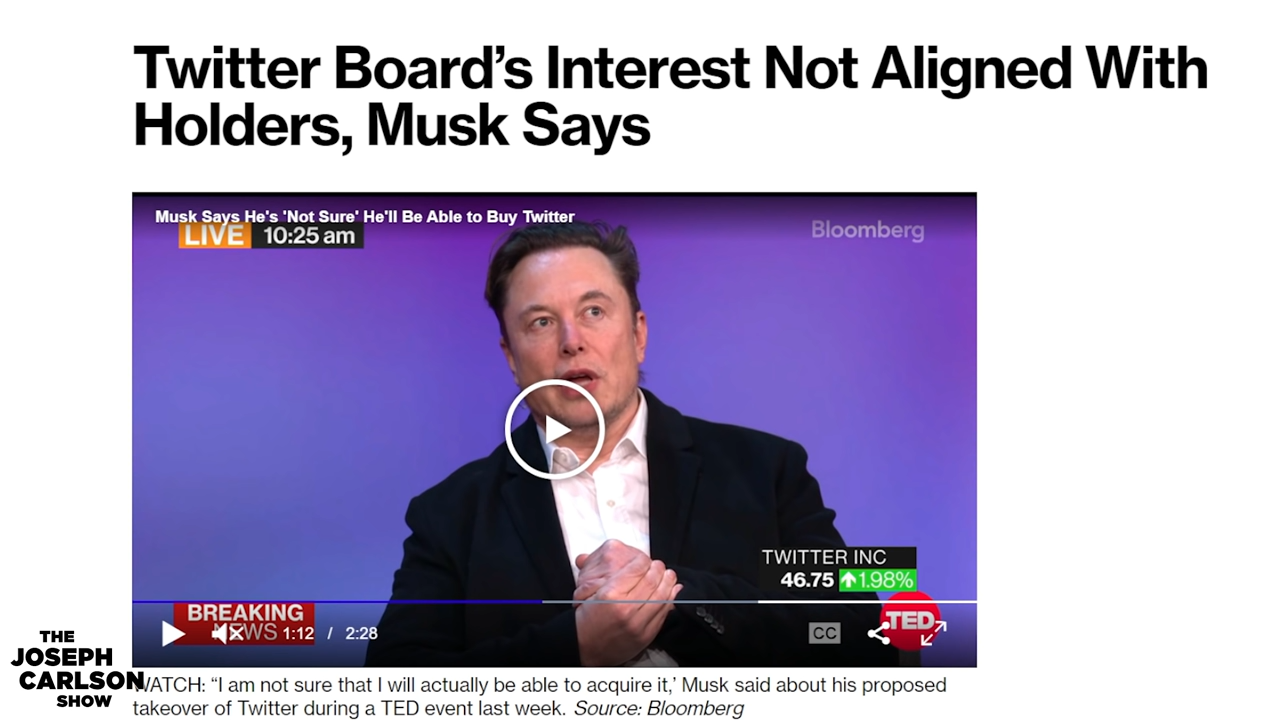 Twitter Board’s Interest Not Aligned With
Holders, Musk Says
Musk Says He's 'Not Sure' He'll Be Able to Buy Twitter
LIVE 10:25 am
Bloomberg
TWITTER INC
46.75 1.98%
BREAKING
NEWS 1:12 / 2:28
CC
TED
WATCH: “I am not sure that I will actually be able to acquire it,’ Musk said about his proposed
takeover of Twitter during a TED event last week. Source: Bloomberg
THE
JOSEPH
CARLSON
SHOW